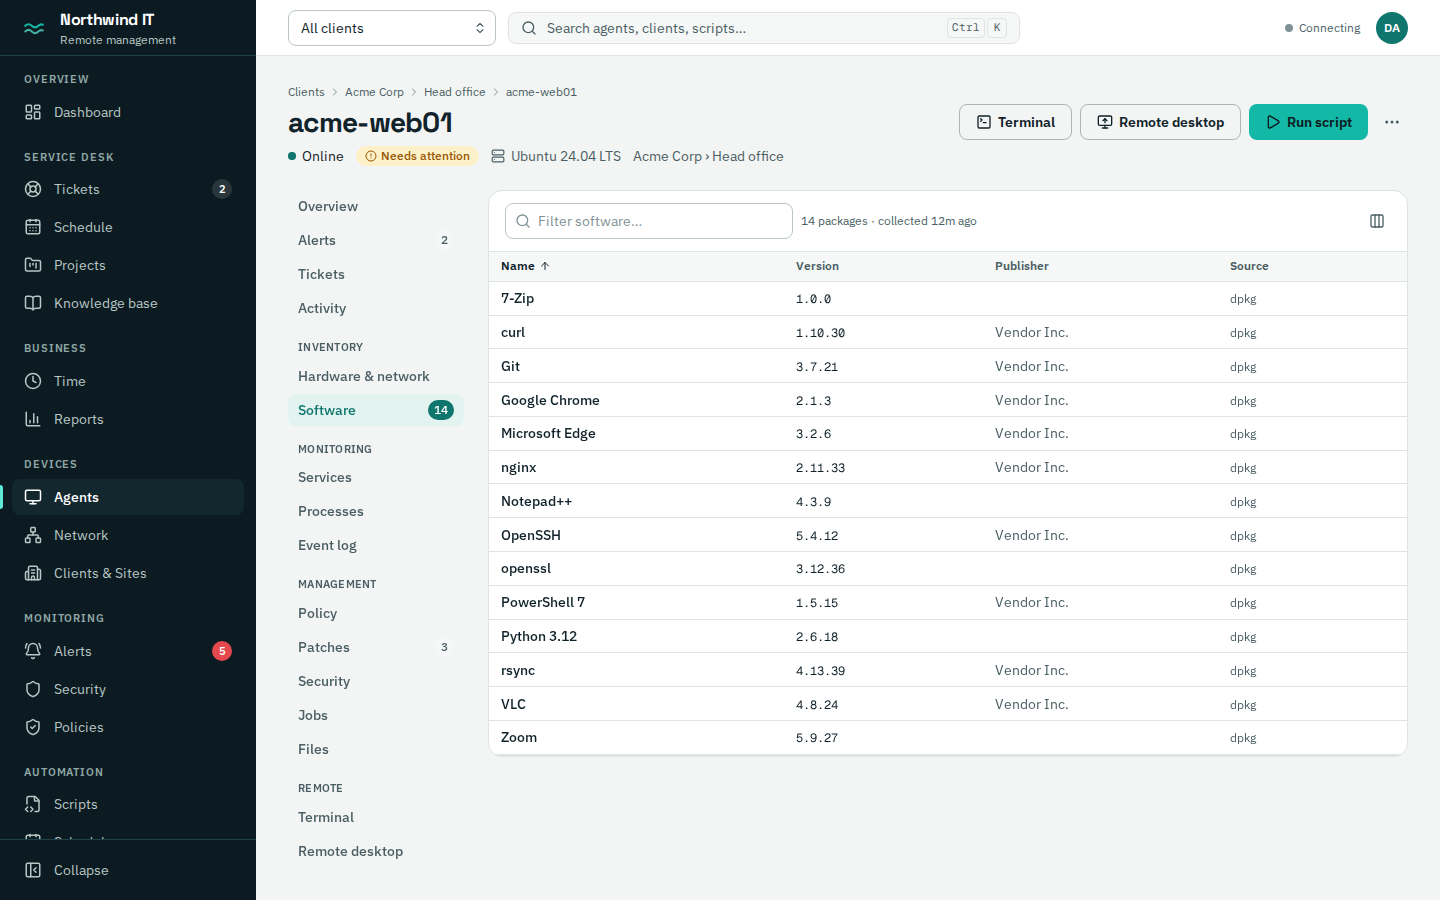 Northwind IT
Remote management
OVERVIEW
Dashboard
SERVICE DESK
Tickets 2
Schedule
Projects
Knowledge base
BUSINESS
Time
Reports
DEVICES
Agents
Network
Clients & Sites
MONITORING
Alerts 5
Security
Policies
AUTOMATION
Scripts
Collapse
All clients
Search agents, clients, scripts... Ctrl K
Connecting DA
Clients > Acme Corp > Head office > acme-web01
acme-web01
Online Needs attention Ubuntu 24.04 LTS Acme Corp › Head office
Terminal Remote desktop Run script
Overview
Alerts 2
Tickets
Activity
INVENTORY
Hardware & network
Software 14
MONITORING
Services
Processes
Event log
MANAGEMENT
Policy
Patches 3
Security
Jobs
Files
REMOTE
Terminal
Remote desktop
Filter software... 14 packages · collected 12m ago
Name ↑ Version Publisher Source
7-Zip 1.0.0 dpkg
curl 1.10.30 Vendor Inc. dpkg
Git 3.7.21 Vendor Inc. dpkg
Google Chrome 2.1.3 Vendor Inc. dpkg
Microsoft Edge 3.2.6 Vendor Inc. dpkg
nginx 2.11.33 Vendor Inc. dpkg
Notepad++ 4.3.9 dpkg
OpenSSH 5.4.12 Vendor Inc. dpkg
openssl 3.12.36 dpkg
PowerShell 7 1.5.15 Vendor Inc. dpkg
Python 3.12 2.6.18 dpkg
rsync 4.13.39 Vendor Inc. dpkg
VLC 4.8.24 Vendor Inc. dpkg
Zoom 5.9.27 dpkg